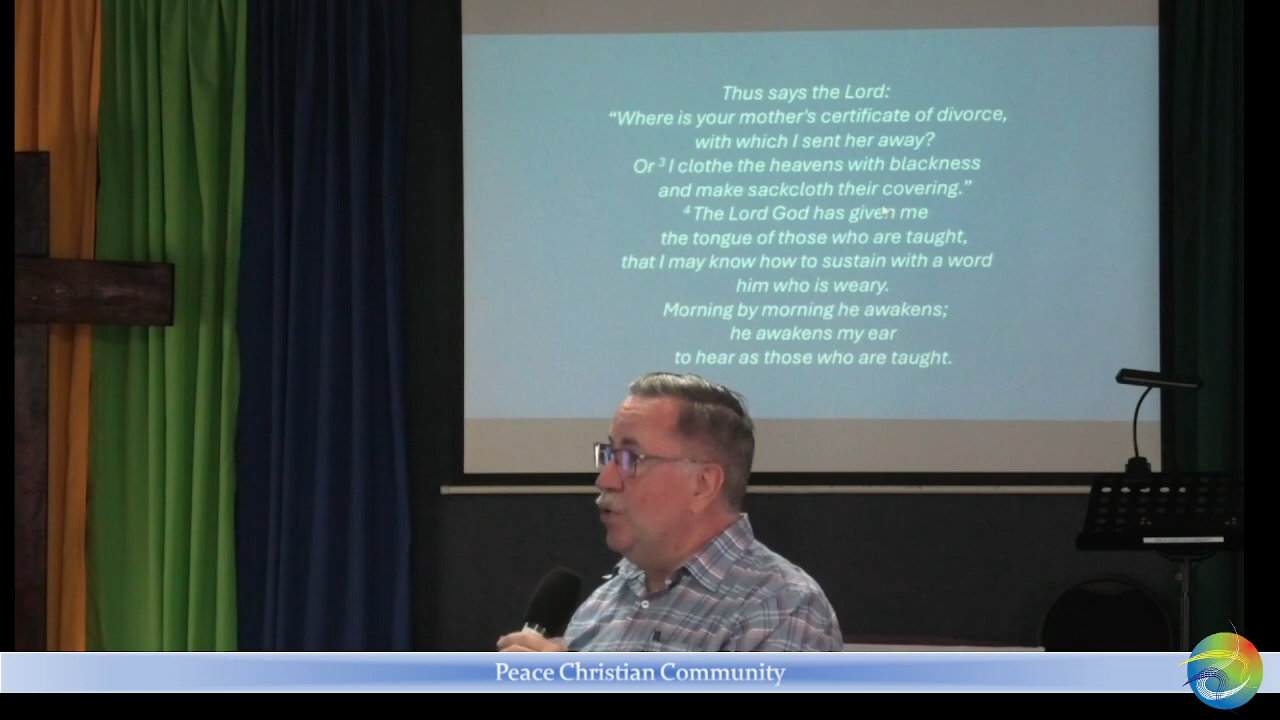 Thus says the Lord:
“Where is your mother's certificate of divorce,
with which I sent her away?
Or ³ I clothe the heavens with blackness
and make sackcloth their covering.”
⁴ The Lord God has given me
the tongue of those who are taught,
that I may know how to sustain with a word
him who is weary.
Morning by morning he awakens;
he awakens my ear
to hear as those who are taught.
Peace Christian Community